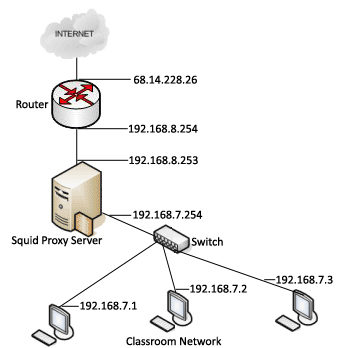 INTERNET
68.14.228.26
Router
192.168.8.254
192.168.8.253
192.168.7.254
Squid Proxy Server
Switch
192.168.7.1
192.168.7.2
192.168.7.3
Classroom Network